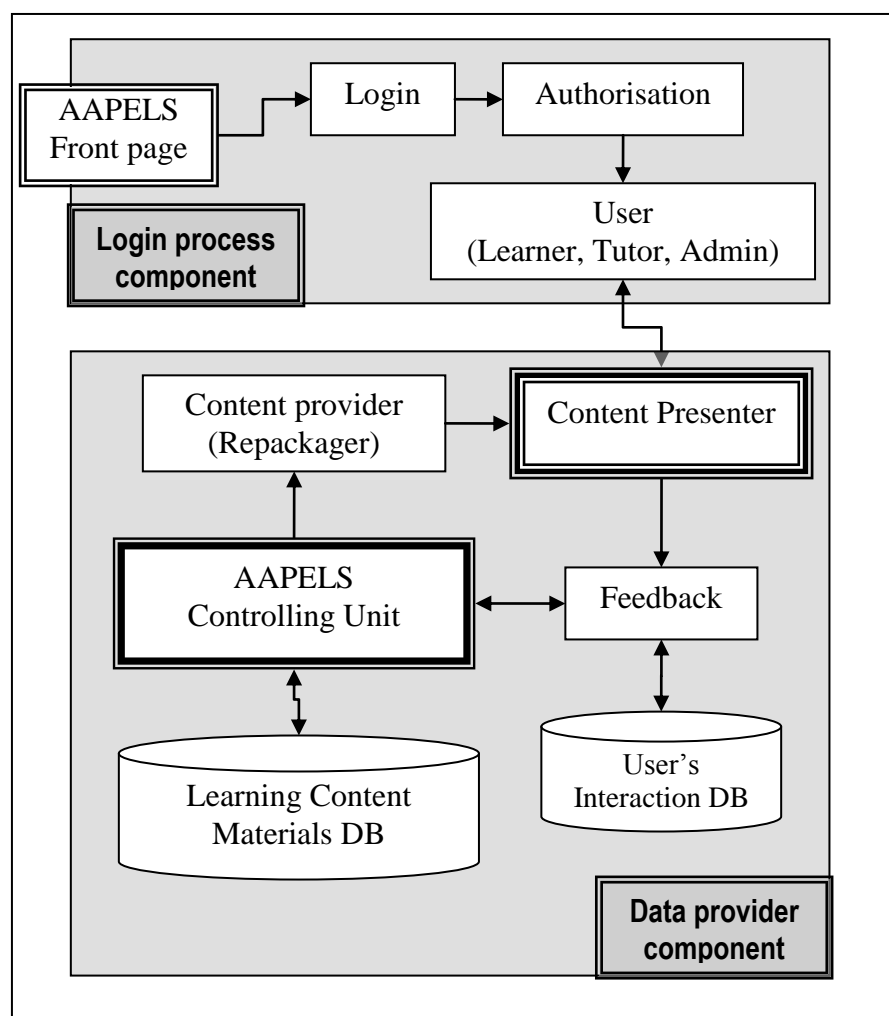 AAPELS
Front page
Login
Authorisation
User
(Learner, Tutor, Admin)
Login process
component
Content provider
(Repackager)
Content Presenter
AAPELS
Controlling Unit
Feedback
Learning Content
Materials DB
User’s
Interaction DB
Data provider
component